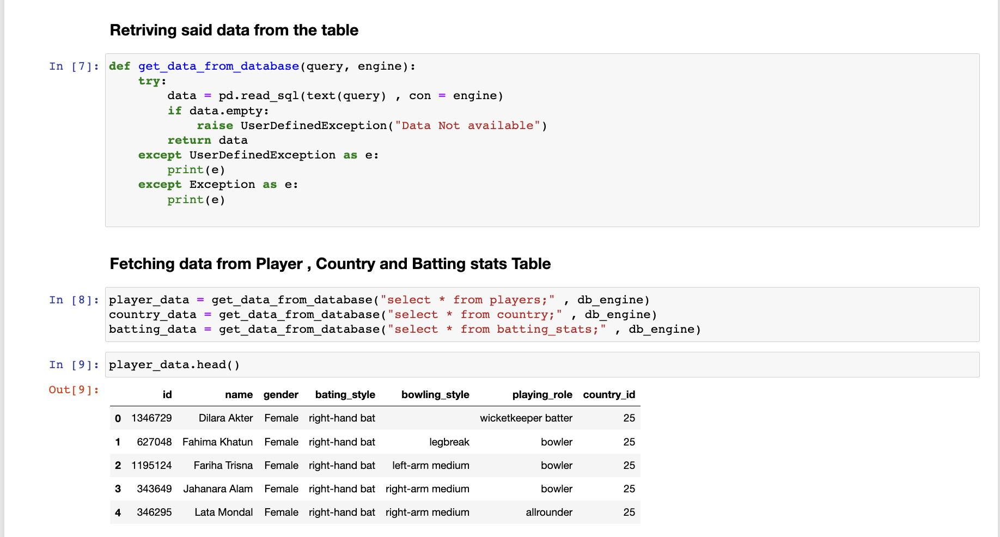 Retriving said data from the table
In [7]: def get_data_from_database(query, engine):
    try:
        data = pd.read_sql(text(query) , con = engine)
        if data.empty:
            raise UserDefinedException("Data Not available")
        return data
    except UserDefinedException as e:
        print(e)
    except Exception as e:
        print(e)
Fetching data from Player , Country and Batting stats Table
In [8]: player_data = get_data_from_database("select * from players;" , db_engine)
country_data = get_data_from_database("select * from country;" , db_engine)
batting_data = get_data_from_database("select * from batting_stats;" , db_engine)
In [9]: player_data.head()
Out[9]:
id name gender bating_style bowling_style playing_role country_id
0 1346729 Dilara Akter Female right-hand bat wicketkeeper batter 25
1 627048 Fahima Khatun Female right-hand bat legbreak bowler 25
2 1195124 Fariha Trisna Female right-hand bat left-arm medium bowler 25
3 343649 Jahanara Alam Female right-hand bat right-arm medium bowler 25
4 346295 Lata Mondal Female right-hand bat right-arm medium allrounder 25